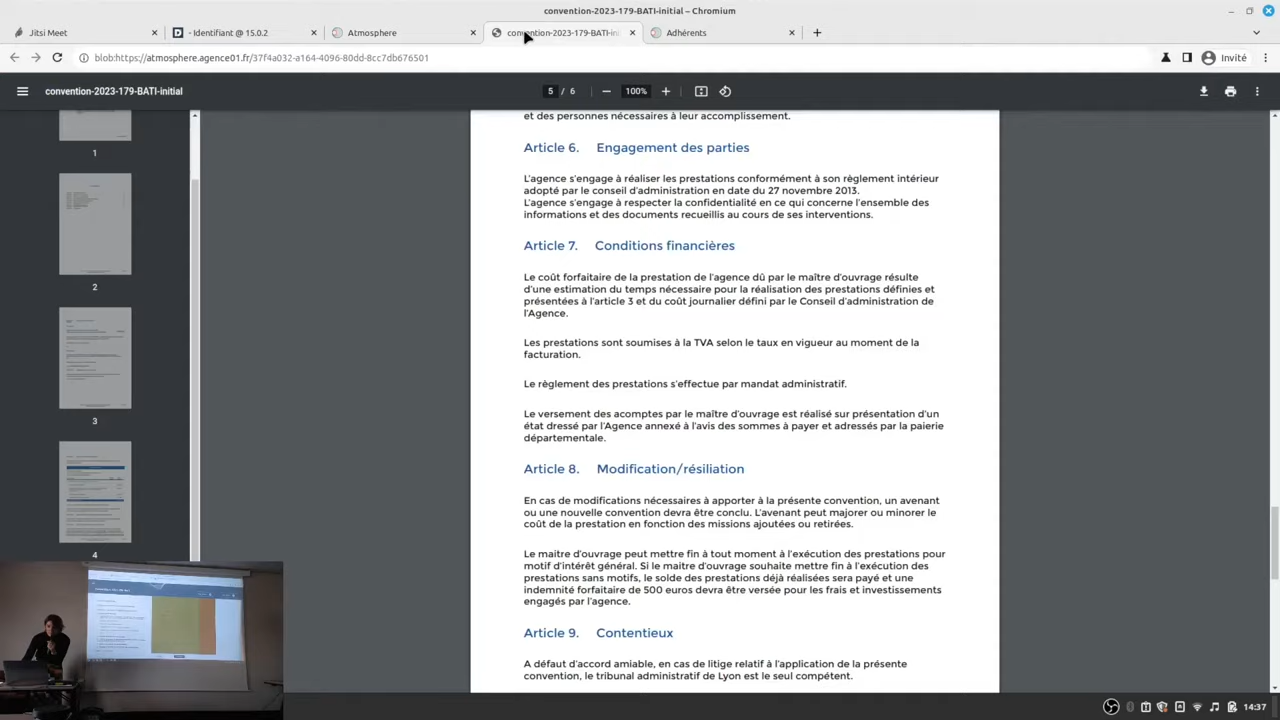 convention-2023-179-BATI-initial – Chromium
Jitsi Meet
- Identifiant @ 15.0.2
Atmosphere
convention-2023-179-BATI-ini
Adhérents
blob:https://atmosphere.agence01.fr/37f4a032-a164-4096-80dd-8cc7db676501
Invité
convention-2023-179-BATI-initial
5 / 6
100%
1
2
3
4
et des personnes nécessaires à leur accomplissement.
Article 6. Engagement des parties
L'agence s'engage à réaliser les prestations conformément à son règlement intérieur
adopté par le conseil d'administration en date du 27 novembre 2013.
L'agence s'engage à respecter la confidentialité en ce qui concerne l'ensemble des
informations et des documents recueillis au cours de ses interventions.
Article 7. Conditions financières
Le coût forfaitaire de la prestation de l'agence dû par le maître d'ouvrage résulte
d'une estimation du temps nécessaire pour la réalisation des prestations définies et
présentées à l'article 3 et du coût journalier défini par le Conseil d'administration de
l'Agence.
Les prestations sont soumises à la TVA selon le taux en vigueur au moment de la
facturation.
Le règlement des prestations s'effectue par mandat administratif.
Le versement des acomptes par le maître d'ouvrage est réalisé sur présentation d'un
état dressé par l'Agence annexé à l'avis des sommes à payer et adressés par la paierie
départementale.
Article 8. Modification/résiliation
En cas de modifications nécessaires à apporter à la présente convention, un avenant
ou une nouvelle convention devra être conclu. L'avenant peut majorer ou minorer le
coût de la prestation en fonction des missions ajoutées ou retirées.
Le maitre d'ouvrage peut mettre fin à tout moment à l'exécution des prestations pour
motif d'intérêt général. Si le maitre d'ouvrage souhaite mettre fin à l'exécution des
prestations sans motifs, le solde des prestations déjà réalisées sera payé et une
indemnité forfaitaire de 500 euros devra être versée pour les frais et investissements
engagés par l'agence.
Article 9. Contentieux
A défaut d'accord amiable, en cas de litige relatif à l'application de la présente
convention, le tribunal administratif de Lyon est le seul compétent.
14:37